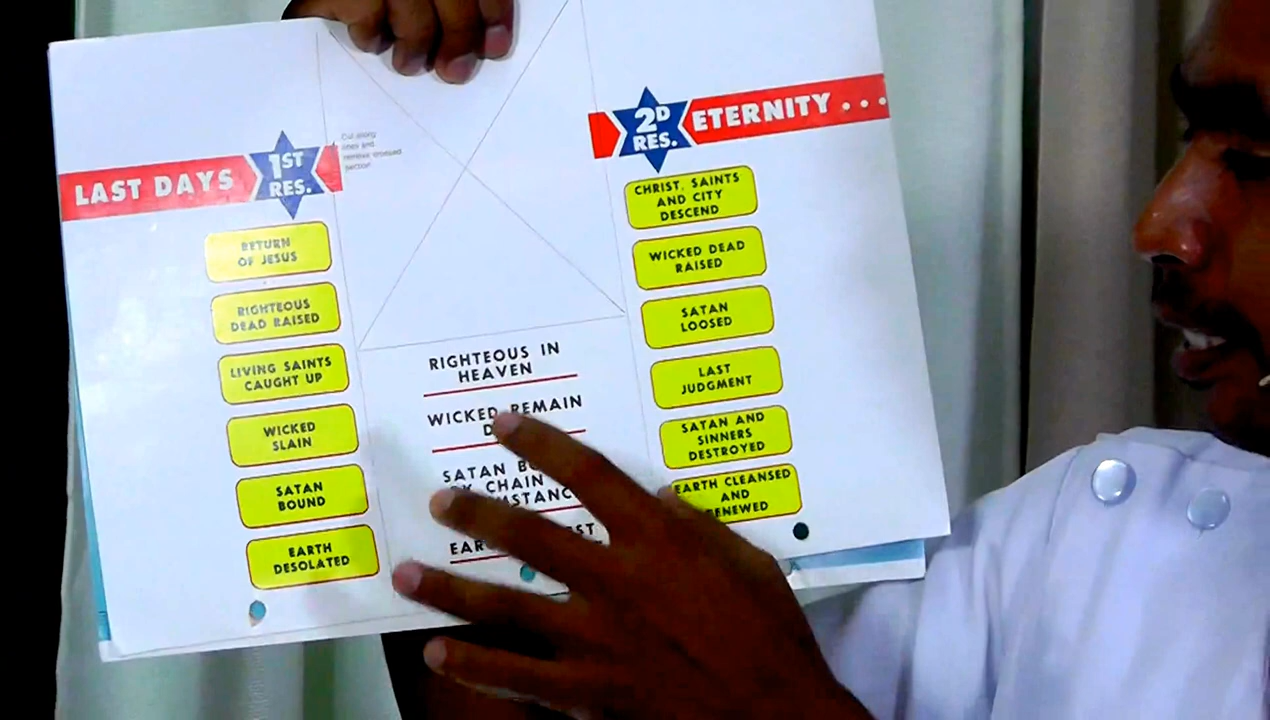 LAST DAYS
1ST
RES.
Cut along
lines and
remove crossed
section
RETURN
OF JESUS
RIGHTEOUS
DEAD RAISED
LIVING SAINTS
CAUGHT UP
WICKED
SLAIN
SATAN
BOUND
EARTH
DESOLATED
RIGHTEOUS IN
HEAVEN
WICKED REMAIN
SATAN
CHAIN
2D
RES.
ETERNITY...
CHRIST, SAINTS
AND CITY
DESCEND
WICKED DEAD
RAISED
SATAN
LOOSED
LAST
JUDGMENT
SATAN AND
SINNERS
DESTROYED
EARTH CLEANSED
AND
RENEWED